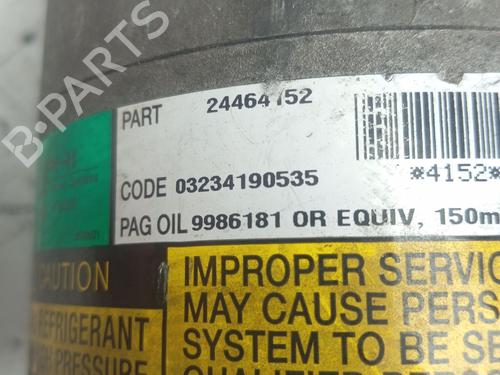 B-PARTS
PART 24464152
CODE 03234190535
*4152*
PAG OIL 9986181 OR EQUIV, 150m
CAUTION
REFRIGERANT
PRESSURE
IMPROPER SERVIC
MAY CAUSE PERS
SYSTEM TO BE SE